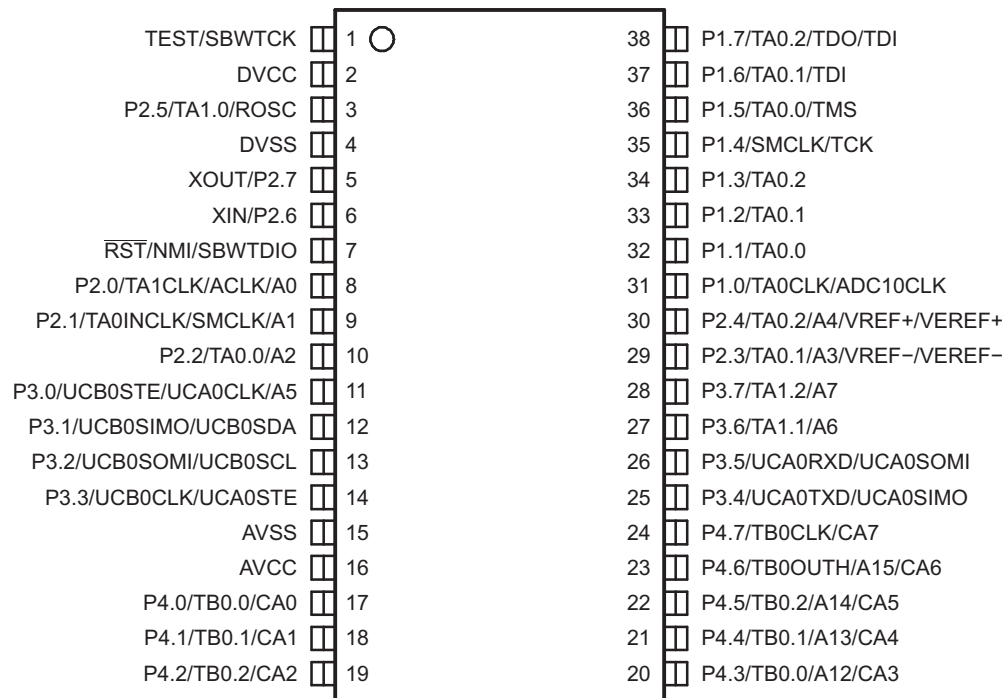 TEST/SBWTCK 1 38 P1.7/TA0.2/TDO/TDI
DVCC 2 37 P1.6/TA0.1/TDI
P2.5/TA1.0/ROSC 3 36 P1.5/TA0.0/TMS
DVSS 4 35 P1.4/SMCLK/TCK
XOUT/P2.7 5 34 P1.3/TA0.2
XIN/P2.6 6 33 P1.2/TA0.1
RST/NMI/SBWTDIO 7 32 P1.1/TA0.0
P2.0/TA1CLK/ACLK/A0 8 31 P1.0/TA0CLK/ADC10CLK
P2.1/TA0INCLK/SMCLK/A1 9 30 P2.4/TA0.2/A4/VREF+/VEREF+
P2.2/TA0.0/A2 10 29 P2.3/TA0.1/A3/VREF−/VEREF−
P3.0/UCB0STE/UCA0CLK/A5 11 28 P3.7/TA1.2/A7
P3.1/UCB0SIMO/UCB0SDA 12 27 P3.6/TA1.1/A6
P3.2/UCB0SOMI/UCB0SCL 13 26 P3.5/UCA0RXD/UCA0SOMI
P3.3/UCB0CLK/UCA0STE 14 25 P3.4/UCA0TXD/UCA0SIMO
AVSS 15 24 P4.7/TB0CLK/CA7
AVCC 16 23 P4.6/TB0OUTH/A15/CA6
P4.0/TB0.0/CA0 17 22 P4.5/TB0.2/A14/CA5
P4.1/TB0.1/CA1 18 21 P4.4/TB0.1/A13/CA4
P4.2/TB0.2/CA2 19 20 P4.3/TB0.0/A12/CA3